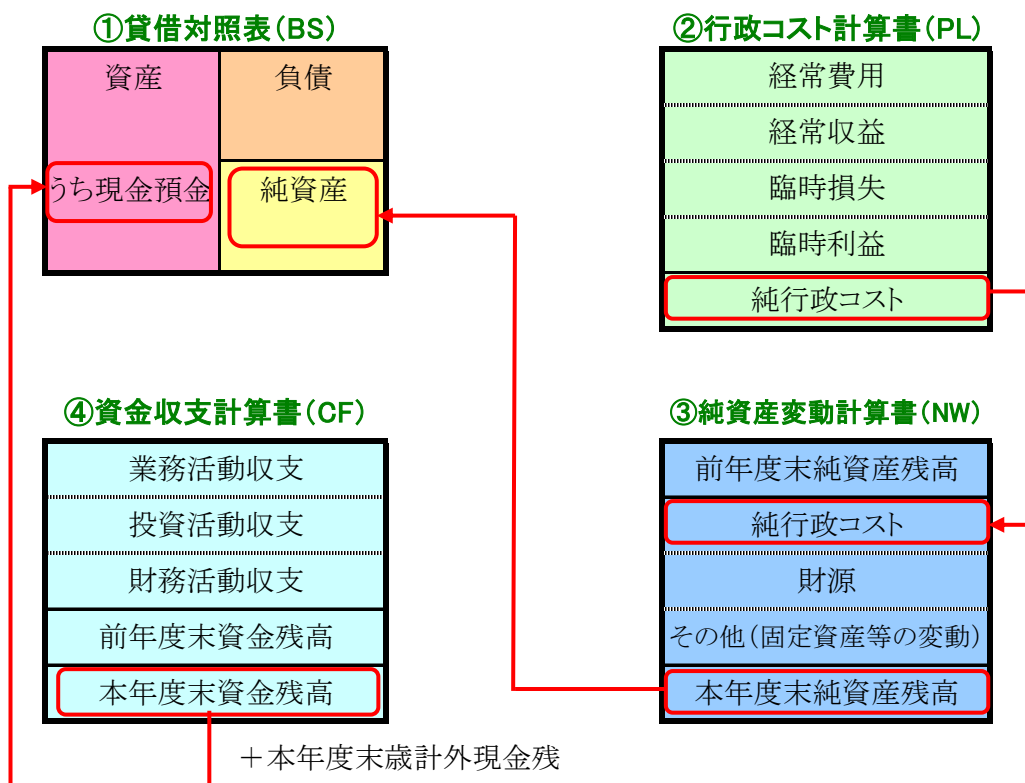 ①貸借対照表(BS)
資産
負債
うち現金預金
純資産
②行政コスト計算書(PL)
経常費用
経常収益
臨時損失
臨時利益
純行政コスト
④資金収支計算書(CF)
業務活動収支
投資活動収支
財務活動収支
前年度末資金残高
本年度末資金残高
＋本年度末歳計外現金残
③純資産変動計算書(NW)
前年度末純資産残高
純行政コスト
財源
その他(固定資産等の変動)
本年度末純資産残高